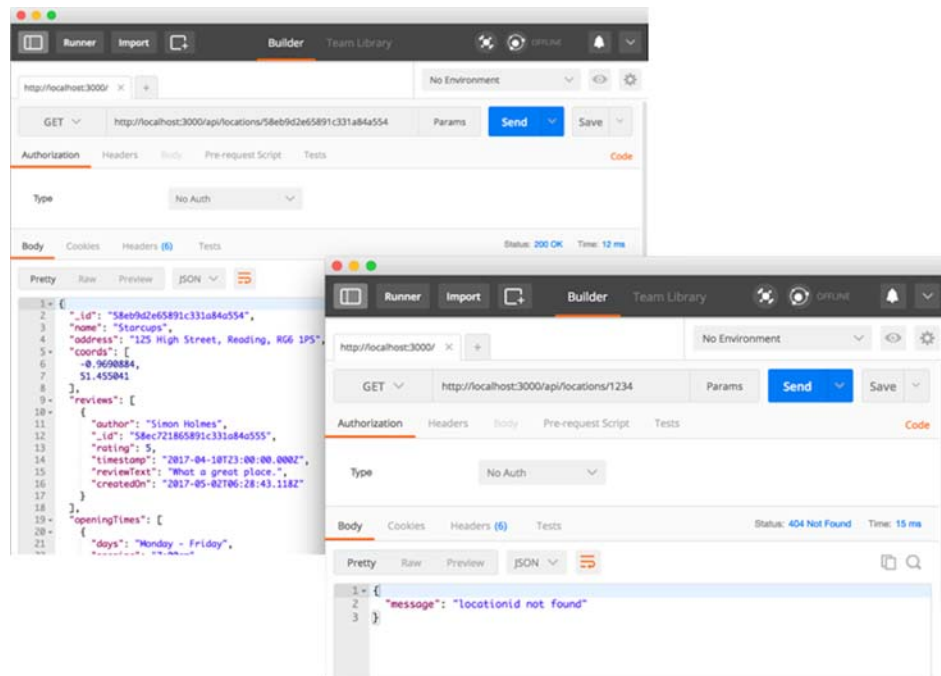 Runner Import Builder Team Library OFFLINE
http://localhost:3000/ × + No Environment
GET http://localhost:3000/api/locations/58eb9d2e65891c331a84a554 Params Send Save
Authorization Headers Body Pre-request Script Tests Code
Type No Auth
Body Cookies Headers (6) Tests Status: 200 OK Time: 12 ms
Pretty Raw Preview JSON
1 {
2 "_id": "58eb9d2e65891c331a84a554",
3 "name": "Starcups",
4 "address": "125 High Street, Reading, RG6 1PS",
5 "coords": [
6 -0.9690884,
7 51.455041
8 ],
9 "reviews": [
10 {
11 "author": "Simon Holmes",
12 "_id": "58ec721865891c331a84a555",
13 "rating": 5,
14 "timestamp": "2017-04-10T23:00:00.000Z",
15 "reviewText": "What a great place.",
16 "createdOn": "2017-05-02T06:28:43.118Z"
17 }
18 ],
19 "openingTimes": [
20 {
21 "days": "Monday - Friday",
Runner Import Builder Team Library OFFLINE
http://localhost:3000/ × + No Environment
GET http://localhost:3000/api/locations/1234 Params Send Save
Authorization Headers Body Pre-request Script Tests Code
Type No Auth
Body Cookies Headers (6) Tests Status: 404 Not Found Time: 15 ms
Pretty Raw Preview JSON
1 {
2 "message": "locationid not found"
3 }